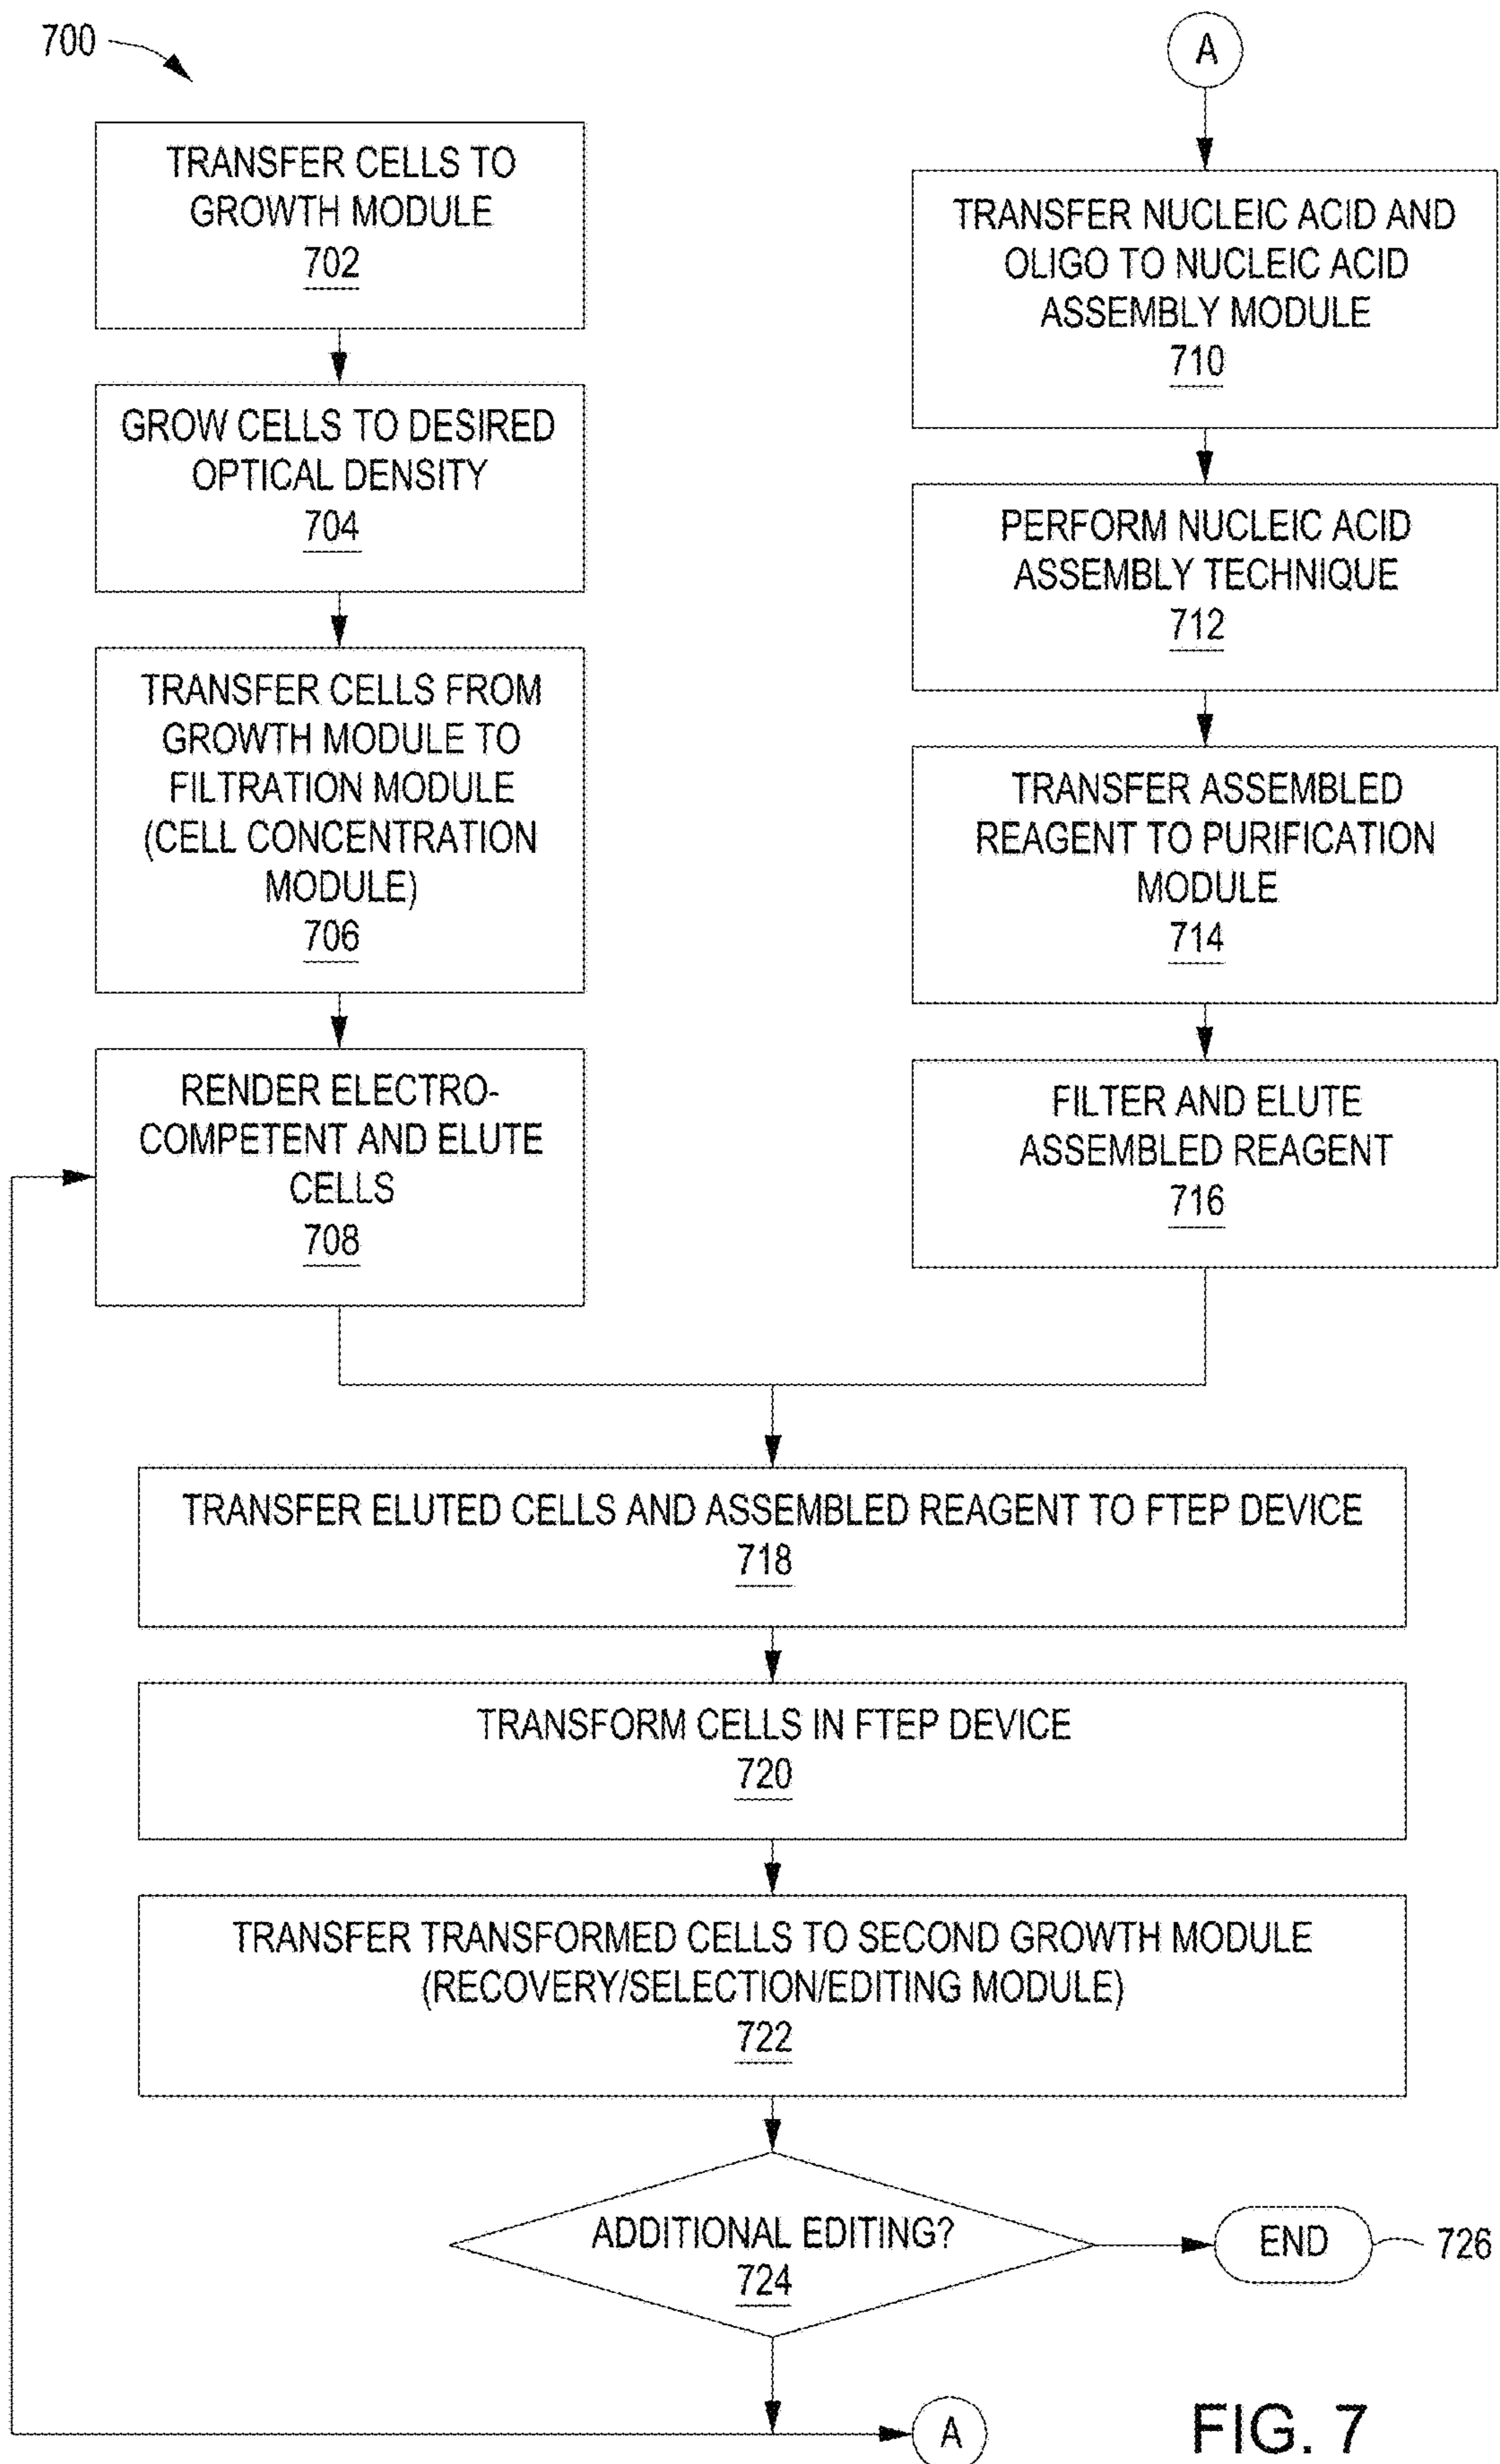 700
TRANSFER CELLS TO
GROWTH MODULE
702
GROW CELLS TO DESIRED
OPTICAL DENSITY
704
TRANSFER CELLS FROM
GROWTH MODULE TO
FILTRATION MODULE
(CELL CONCENTRATION
MODULE)
706
RENDER ELECTRO-
COMPETENT AND ELUTE
CELLS
708
A
TRANSFER NUCLEIC ACID AND
OLIGO TO NUCLEIC ACID
ASSEMBLY MODULE
710
PERFORM NUCLEIC ACID
ASSEMBLY TECHNIQUE
712
TRANSFER ASSEMBLED
REAGENT TO PURIFICATION
MODULE
714
FILTER AND ELUTE
ASSEMBLED REAGENT
716
TRANSFER ELUTED CELLS AND ASSEMBLED REAGENT TO FTEP DEVICE
718
TRANSFORM CELLS IN FTEP DEVICE
720
TRANSFER TRANSFORMED CELLS TO SECOND GROWTH MODULE
(RECOVERY/SELECTION/EDITING MODULE)
722
ADDITIONAL EDITING?
724
END
726
A
FIG. 7